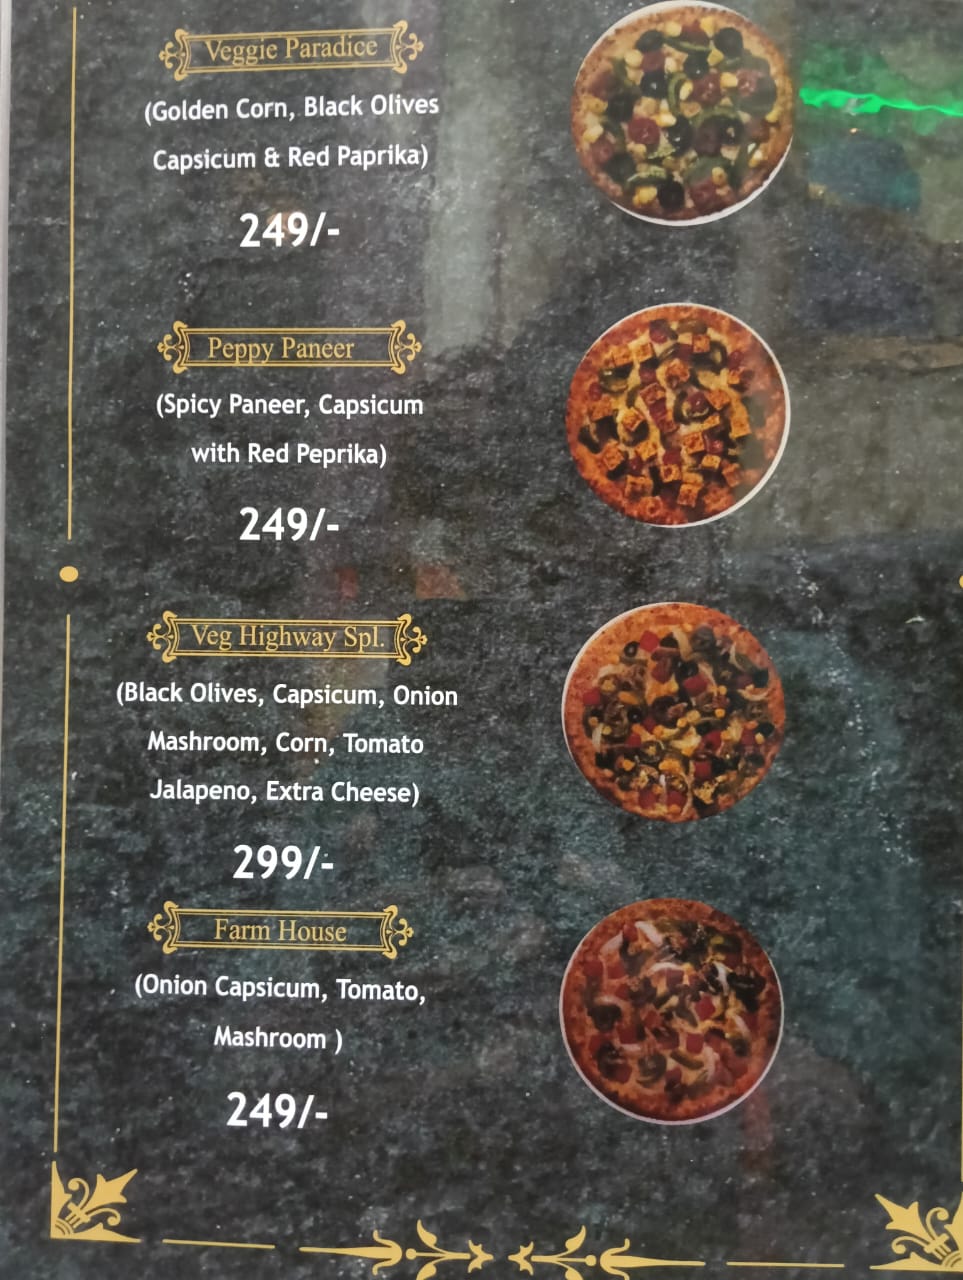 Veggie Paradice
(Golden Corn, Black Olives
Capsicum & Red Paprika)
249/-
Peppy Paneer
(Spicy Paneer, Capsicum
with Red Peprika)
249/-
Veg Highway Spl.
(Black Olives, Capsicum, Onion
Mashroom, Corn, Tomato
Jalapeno, Extra Cheese)
299/-
Farm House
(Onion Capsicum, Tomato,
Mashroom )
249/-